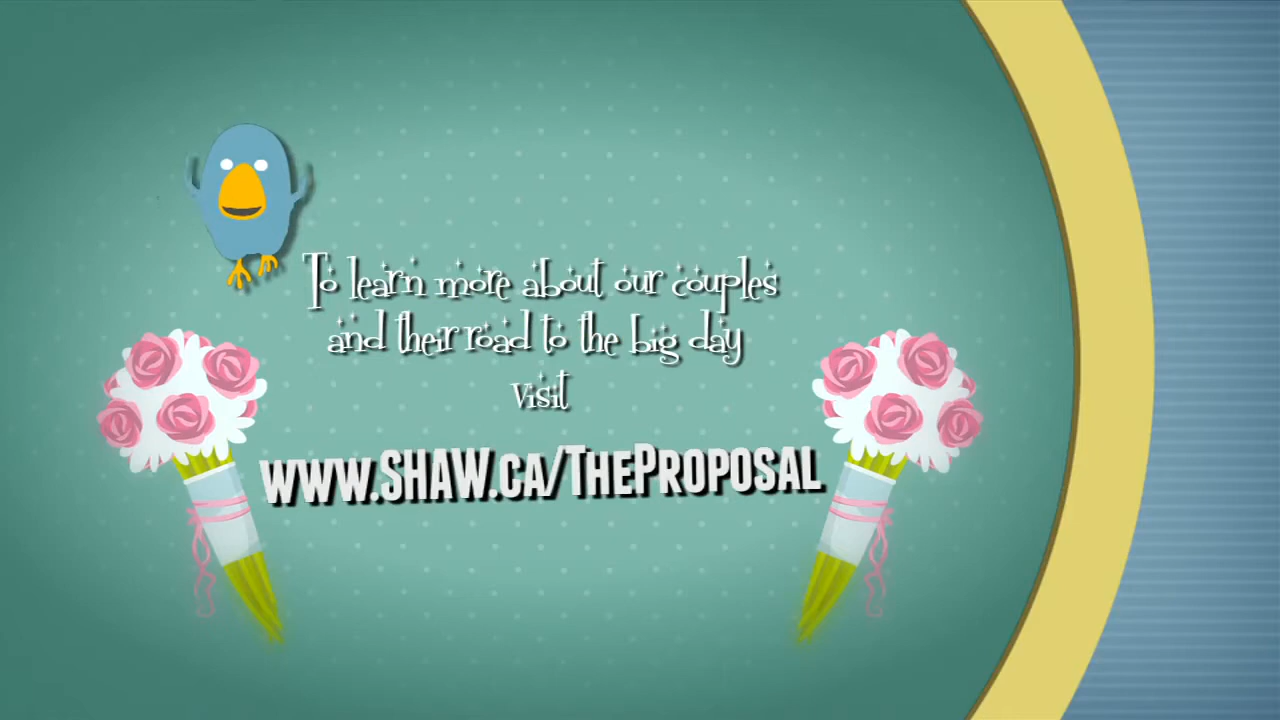 To learn more about our couples
and their road to the big day
visit
www.SHAW.ca/TheProposal